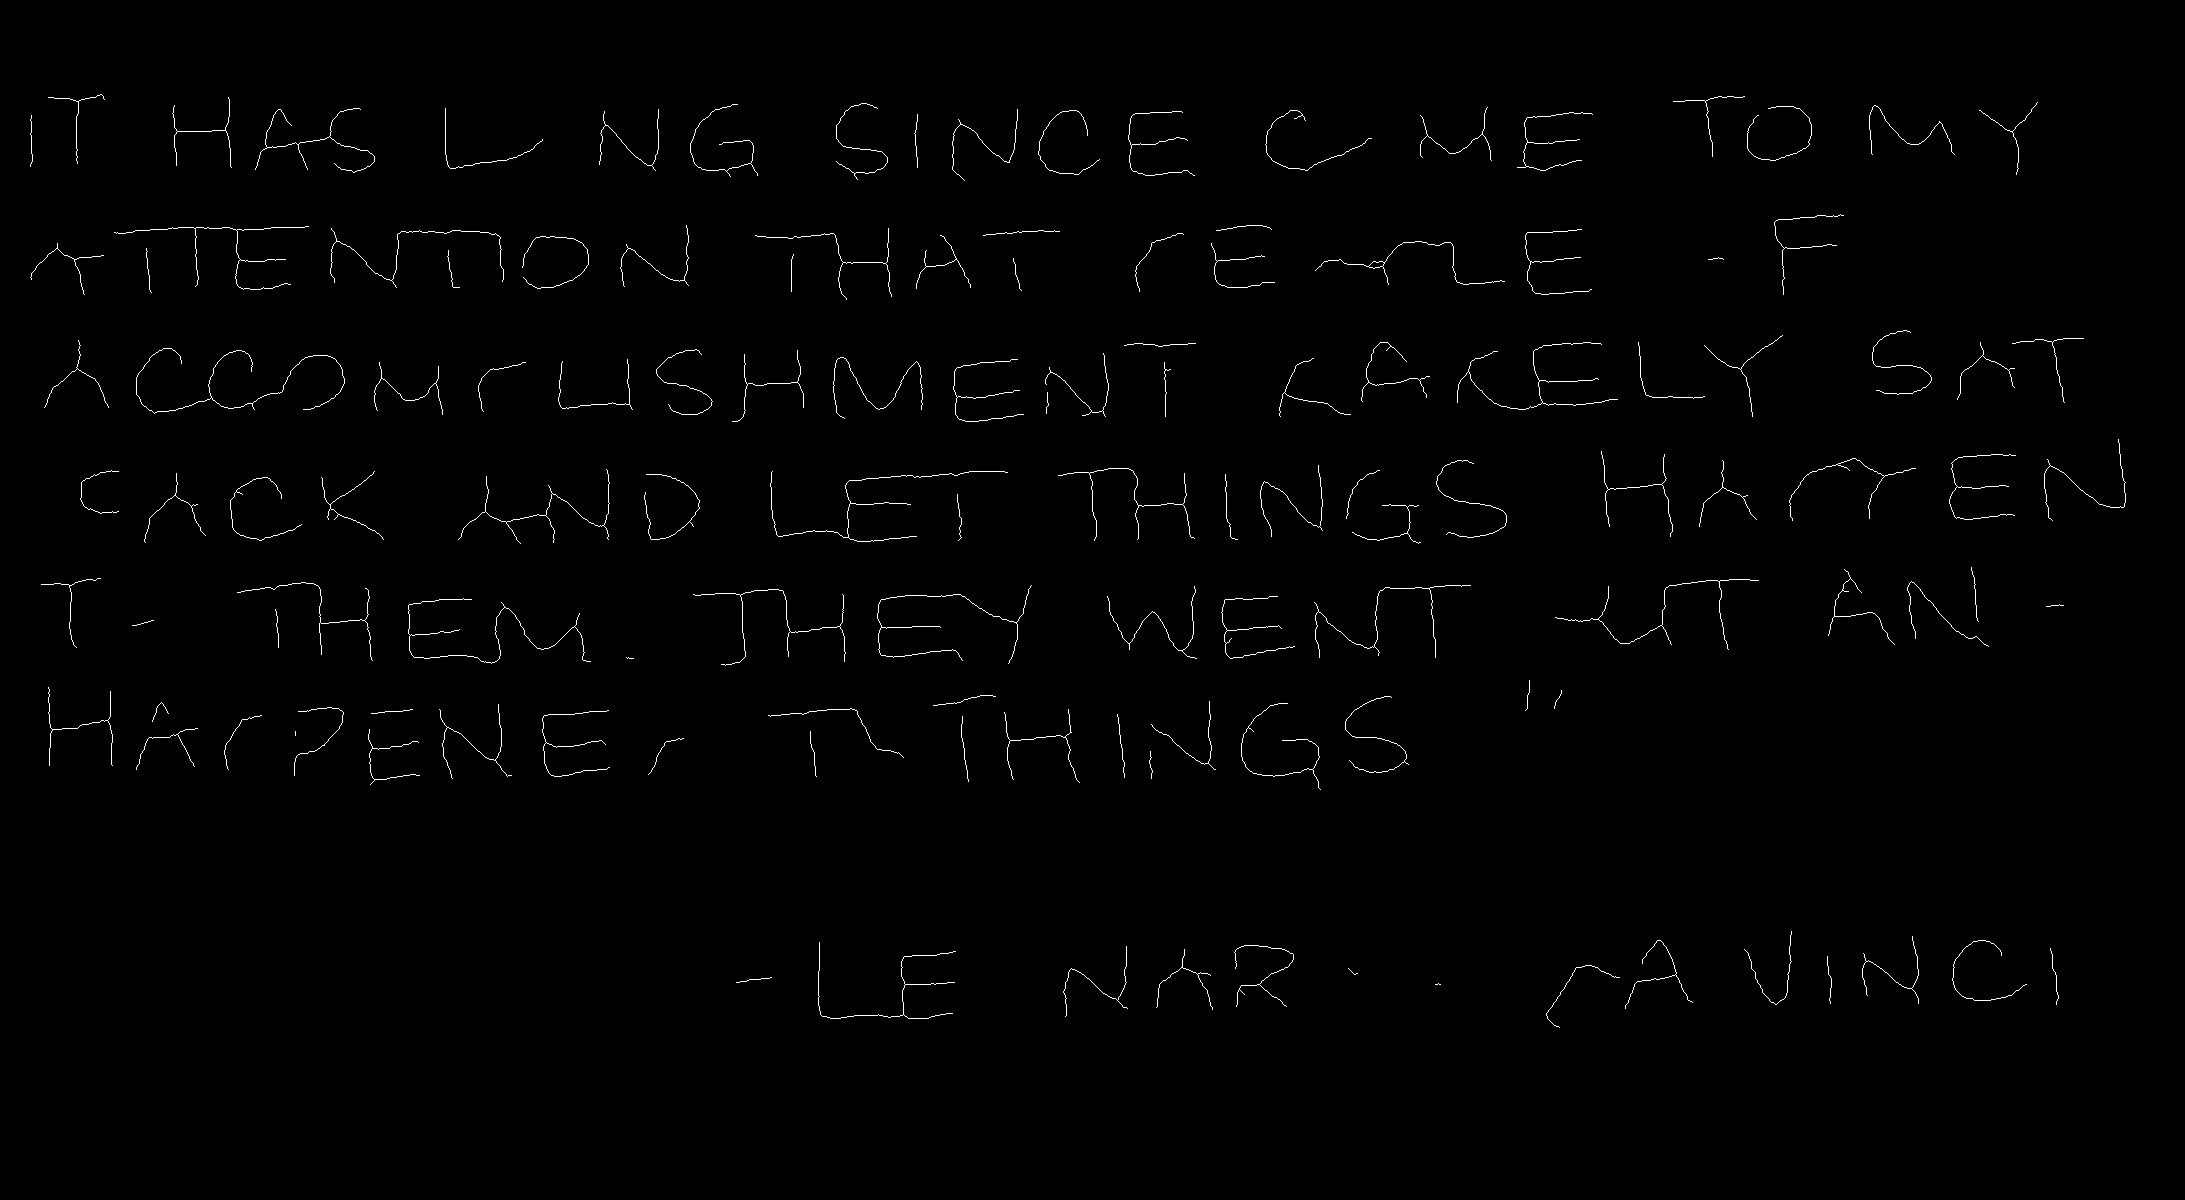 IT HAS LONG SINCE COME TO MY
ATTENTION THAT PEOPLE OF
ACCOMPLISHMENT RARELY SAT
BACK AND LET THINGS HAPPEN
TO THEM. THEY WENT OUT AND
HAPPENED TO THINGS"
-LEONARDO DA VINCI